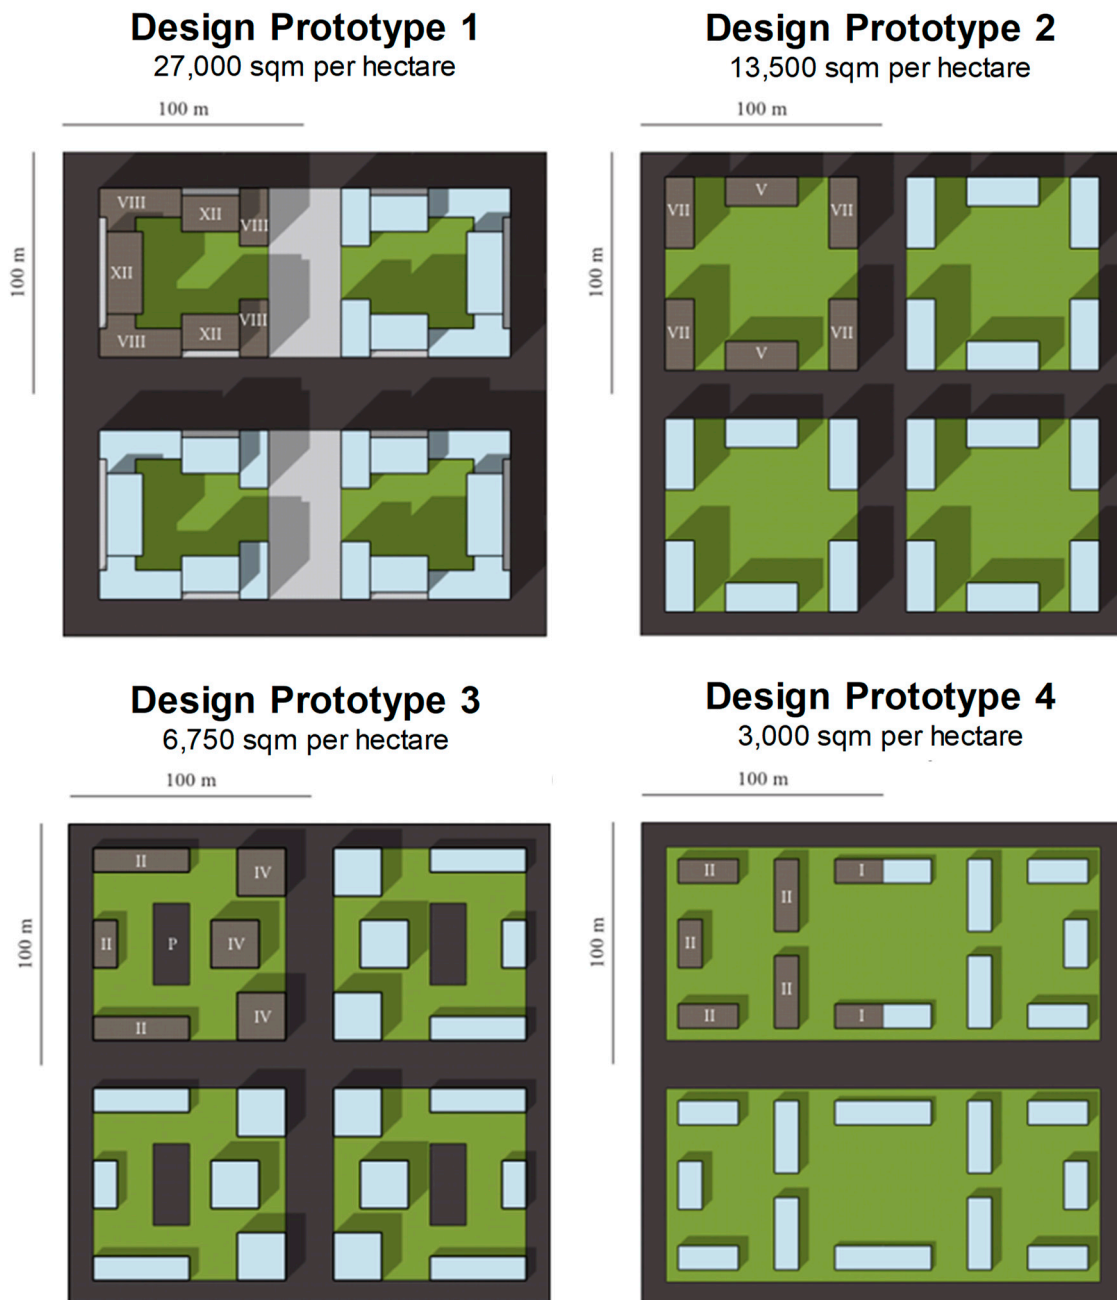 Design Prototype 1
27,000 sqm per hectare
100 m
100 m
VIII
XII
VIII
XII
VIII
XII
VIII
Design Prototype 2
13,500 sqm per hectare
100 m
100 m
VII
V
VII
VII
V
VII
Design Prototype 3
6,750 sqm per hectare
100 m
100 m
II
IV
II
P
IV
II
IV
Design Prototype 4
3,000 sqm per hectare
100 m
100 m
II
II
I
II
II
II
I